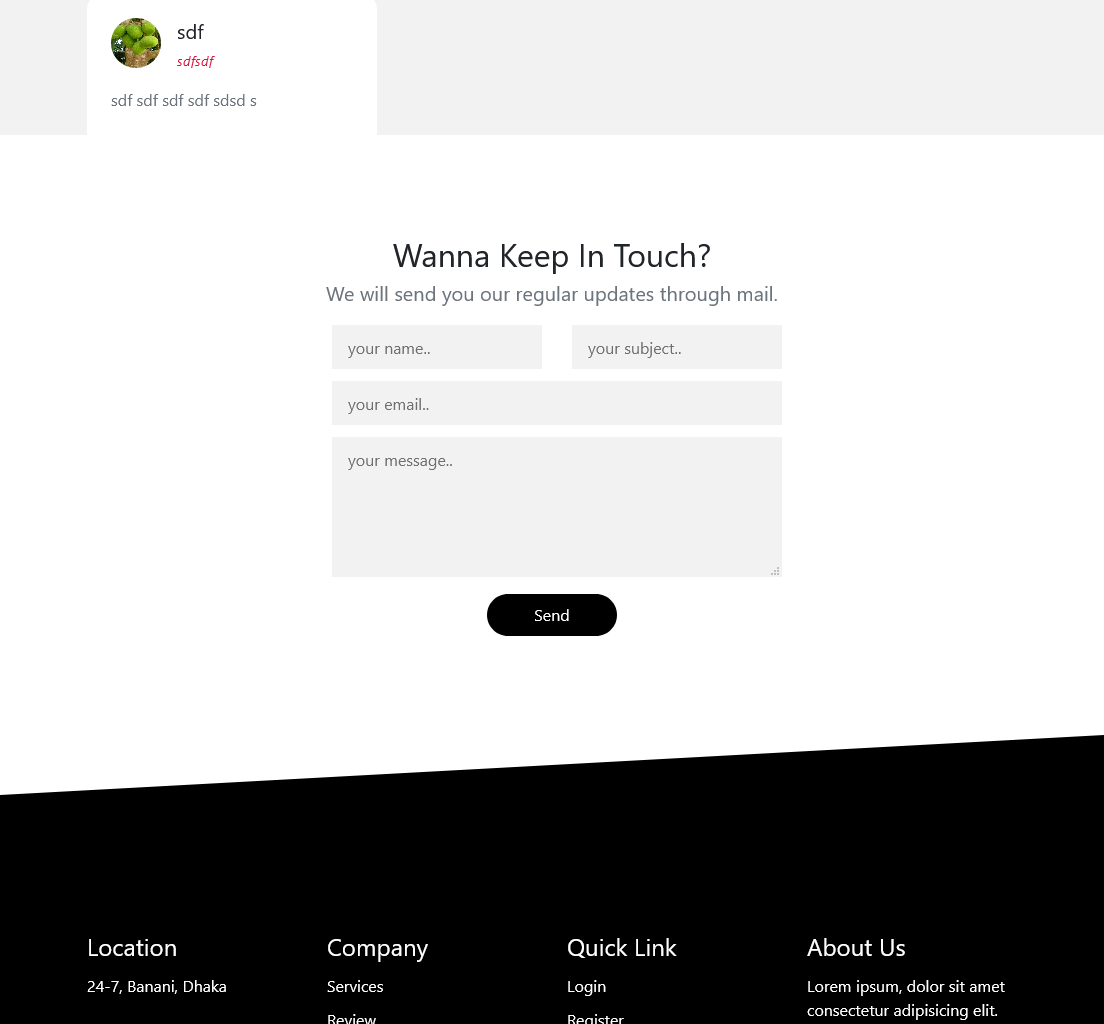 sdf
sdfsdf
sdf sdf sdf sdf sdsd s
Wanna Keep In Touch?
We will send you our regular updates through mail.
your name..
your subject..
your email..
your message..
Send
Location
24-7, Banani, Dhaka
Company
Services
Review
Quick Link
Login
Register
About Us
Lorem ipsum, dolor sit amet
consectetur adipisicing elit.